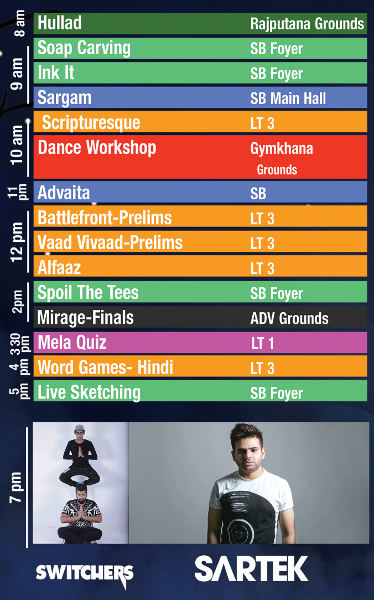 8 am
Hullad Rajputana Grounds
9 am
Soap Carving SB Foyer
Ink It SB Foyer
Sargam SB Main Hall
10 am
Scripturesque LT 3
Dance Workshop Gymkhana
Grounds
11 pm
Advaita SB
12 pm
Battlefront-Prelims LT 3
Vaad Vivaad-Prelims LT 3
Alfaaz LT 3
2pm
Spoil The Tees SB Foyer
Mirage-Finals ADV Grounds
3.30 pm
Mela Quiz LT 1
4 pm
Word Games- Hindi LT 3
5 pm
Live Sketching SB Foyer
7 pm
SWITCHERS SARTEK